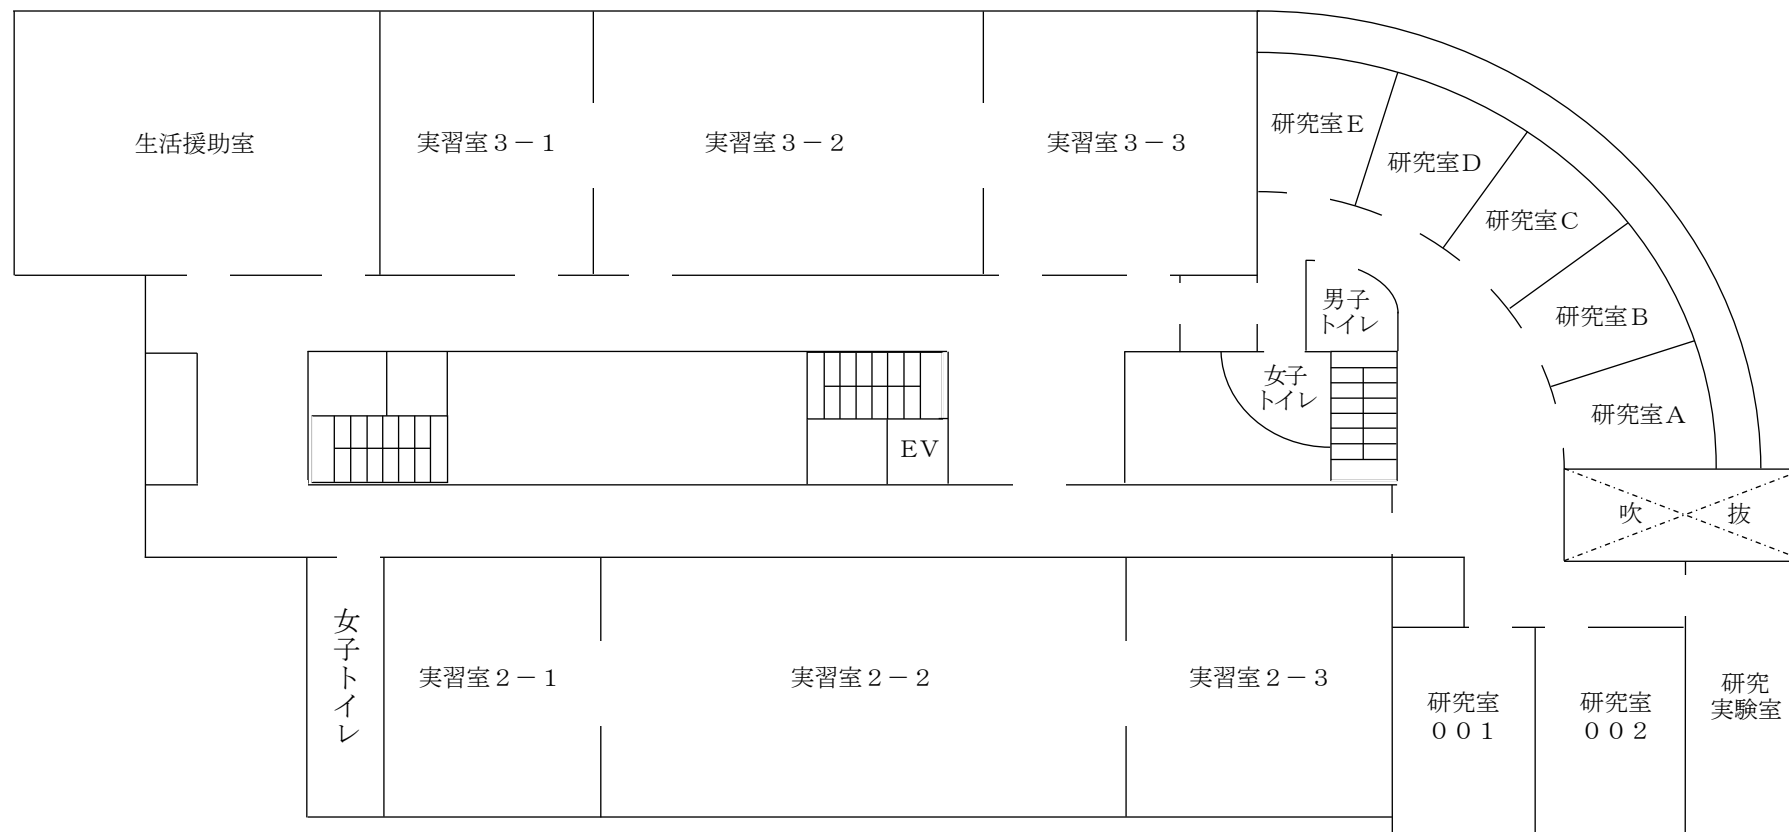 生活援助室
実習室３－１
実習室３－２
実習室３－３
研究室Ｅ
研究室Ｄ
研究室Ｃ
研究室Ｂ
研究室Ａ
男子
トイレ
女子
トイレ
ＥＶ
吹　抜
女子トイレ
実習室２－１
実習室２－２
実習室２－３
研究室
００１
研究室
００２
研究
実験室